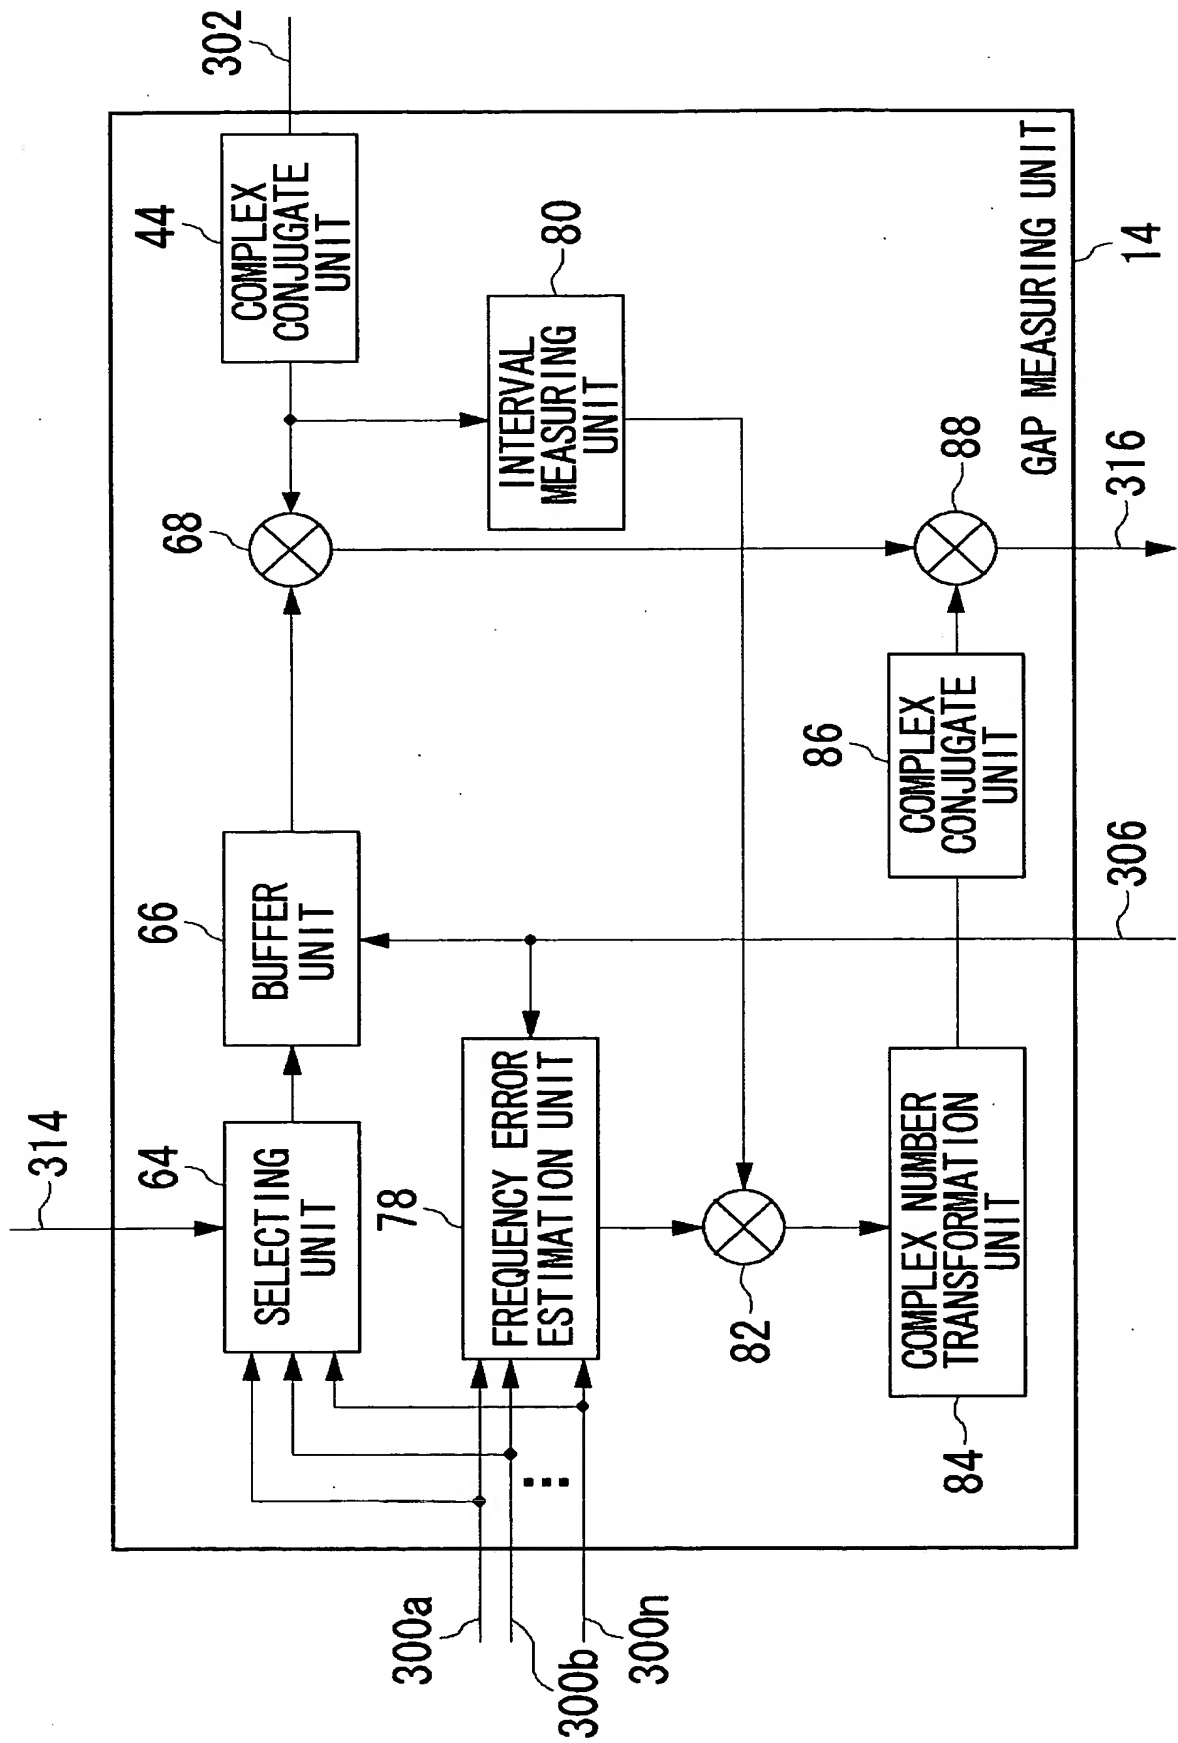 302
44
COMPLEX
CONJUGATE
UNIT
80
INTERVAL
MEASURING
UNIT
68
88
GAP MEASURING UNIT
14
316
66
BUFFER
UNIT
86
COMPLEX
CONJUGATE
UNIT
306
314
64
SELECTING
UNIT
78
FREQUENCY ERROR
ESTIMATION UNIT
82
COMPLEX NUMBER
TRANSFORMATION
UNIT
84
300a
300b
300n